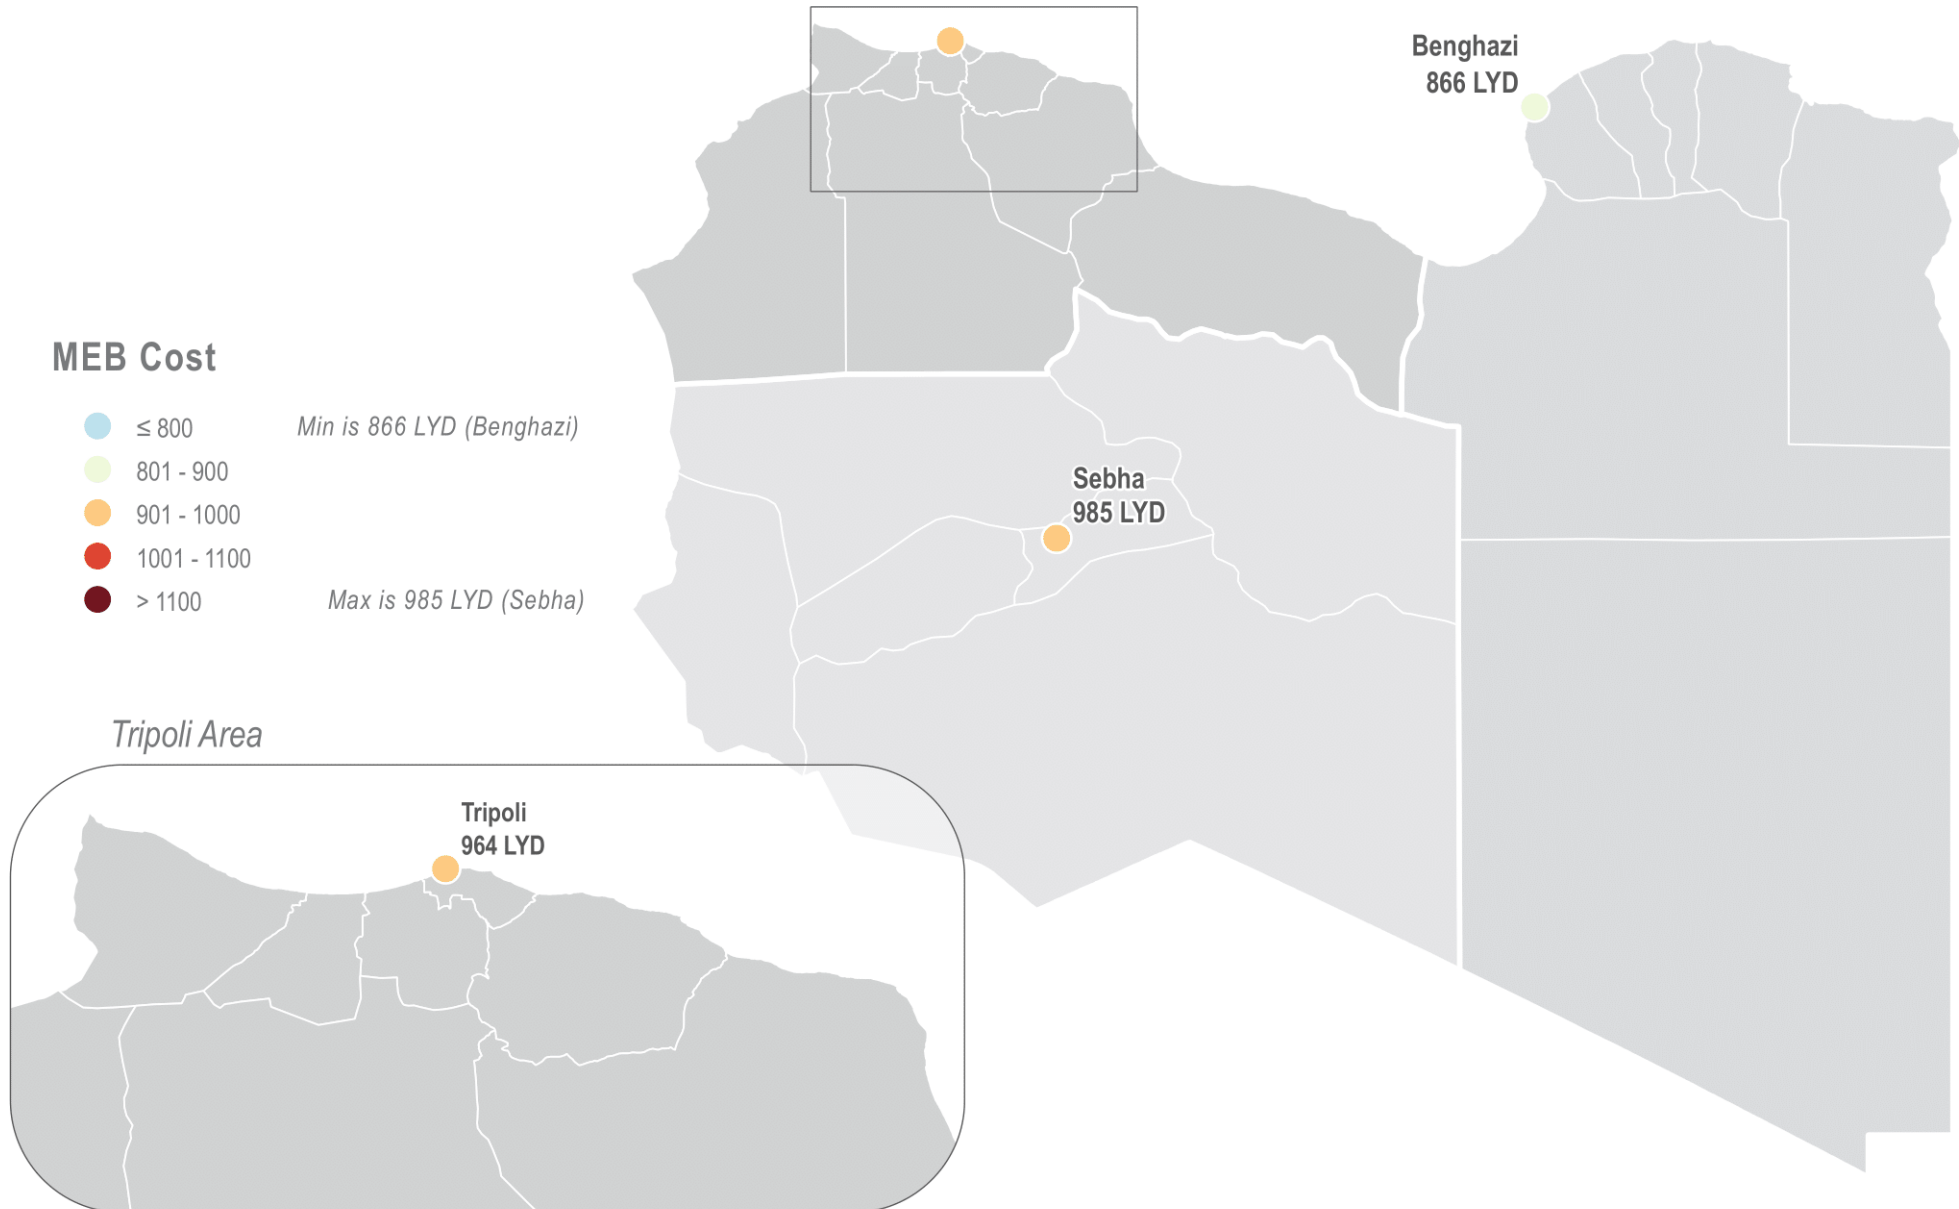 Benghazi
866 LYD
MEB Cost
≤ 800
Min is 866 LYD (Benghazi)
801 - 900
Sebha
985 LYD
901 - 1000
1001 - 1100
> 1100
Max is 985 LYD (Sebha)
Tripoli Area
Tripoli
964 LYD